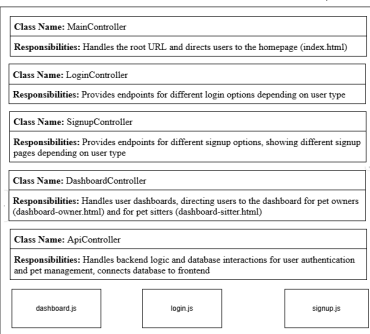 Class Name: MainController
Responsibilities: Handles the root URL and directs users to the homepage (index.html)
Class Name: LoginController
Responsibilities: Provides endpoints for different login options depending on user type
Class Name: SignupController
Responsibilities: Provides endpoints for different signup options, showing different signup
pages depending on user type
Class Name: DashboardController
Responsibilities: Handles user dashboards, directing users to the dashboard for pet owners
(dashboard-owner.html) and for pet sitters (dashboard-sitter.html)
Class Name: ApiController
Responsibilities: Handles backend logic and database interactions for user authentication
and pet management, connects database to frontend
dashboard.js
login.js
signup.js